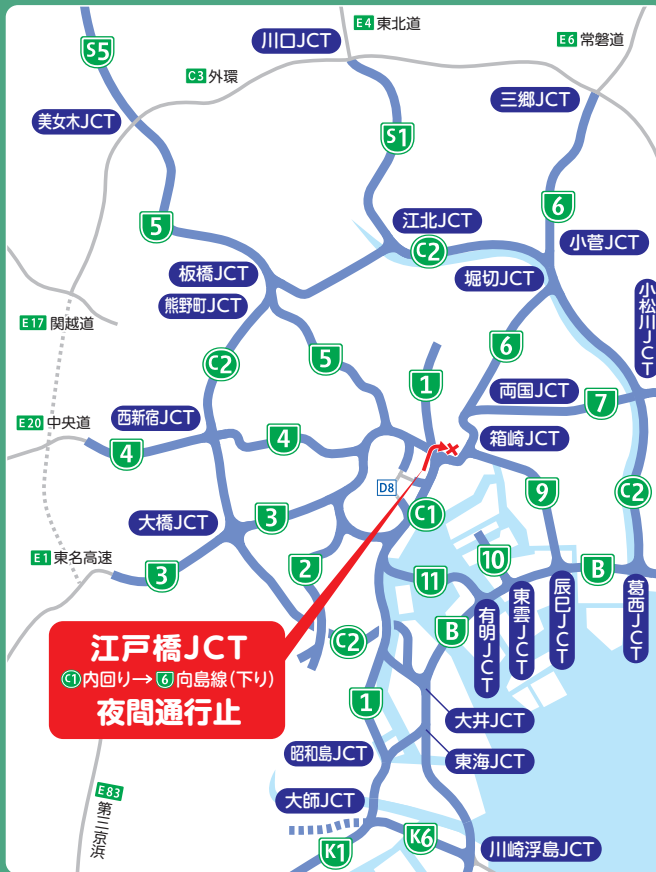 E4 東北道
川口JCT
E6 常磐道
S5
C3 外環
三郷JCT
美女木JCT
S1
6
5
江北JCT
C2
小菅JCT
板橋JCT
堀切JCT
小松川JCT
熊野町JCT
E17 関越道
5
6
C2
1
両国JCT
7
E20 中央道
西新宿JCT
4
4
箱崎JCT
D8
9
C2
大橋JCT
3
C1
E1 東名高速
3
2
11
10
B
有明JCT
東雲JCT
辰巳JCT
葛西JCT
C2
B
江戸橋JCT
C1内回り→6向島線(下り)
夜間通行止
1
大井JCT
昭和島JCT
東海JCT
E83 第三京浜
大師JCT
K1
K6
川崎浮島JCT